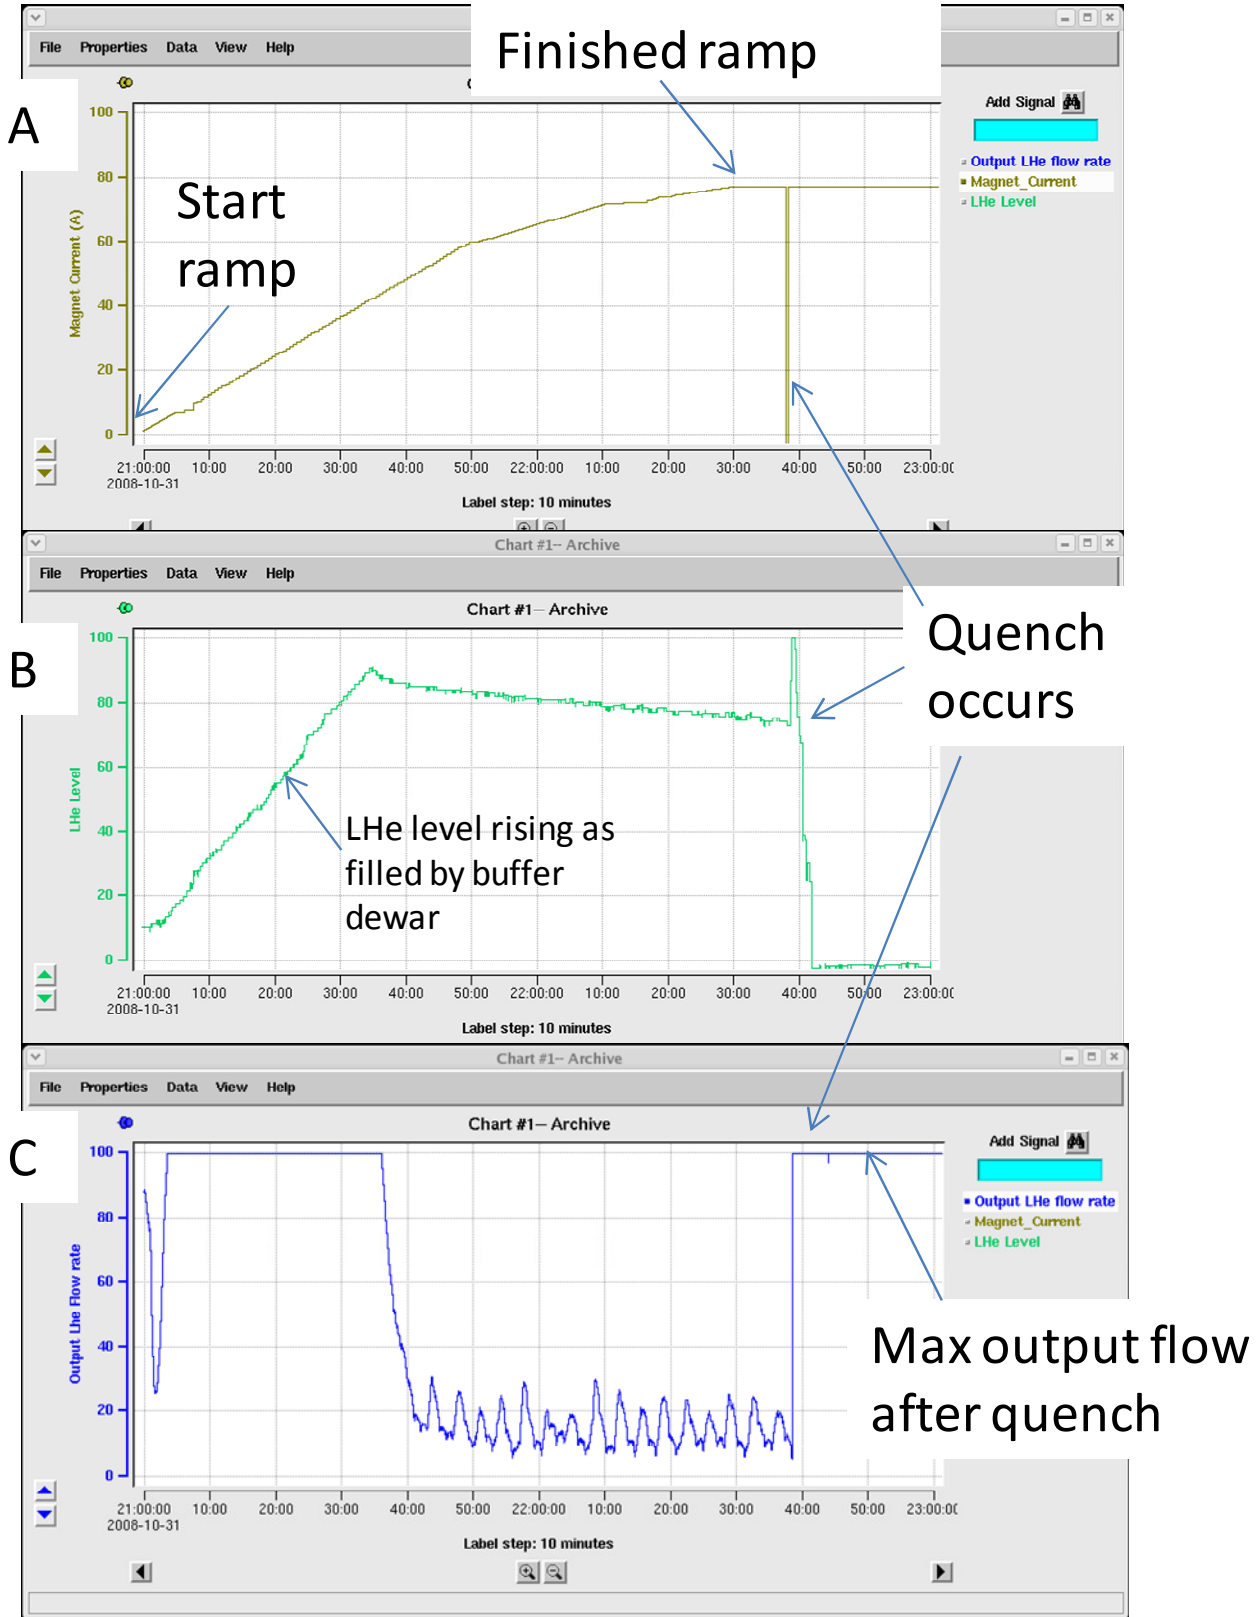 File Properties Data View Help
Finished ramp
A
Start
ramp
Magnet Current (A)
100
80
60
40
20
0
21:00:00 10:00 20:00 30:00 40:00 50:00 22:00:00 10:00 20:00 30:00 40:00 50:00 23:00:00
2008-10-31
Label step: 10 minutes
Add Signal
Output LHe flow rate
Magnet_Current
LHe Level
Chart #1-- Archive
File Properties Data View Help
Chart #1-- Archive
B
LHe Level
100
80
60
40
20
0
LHe level rising as
filled by buffer
dewar
Quench
occurs
21:00:00 10:00 20:00 30:00 40:00 50:00 22:00:00 10:00 20:00 30:00 40:00 50:00 23:00:00
2008-10-31
Label step: 10 minutes
Chart #1-- Archive
File Properties Data View Help
Chart #1-- Archive
C
Output Lhe Flow rate
100
80
60
40
20
0
Add Signal
Output LHe flow rate
Magnet_Current
LHe Level
Max output flow
after quench
21:00:00 10:00 20:00 30:00 40:00 50:00 22:00:00 10:00 20:00 30:00 40:00 50:00 23:00:00
2008-10-31
Label step: 10 minutes